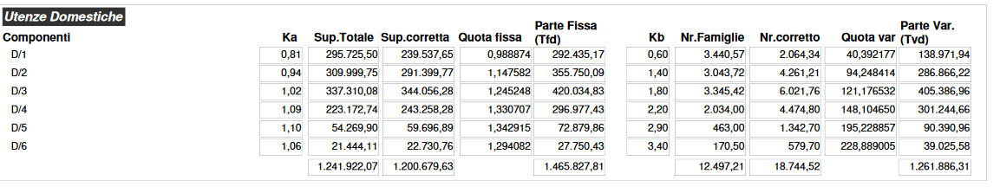 Utenze Domestiche
Componenti Ka Sup.Totale Sup.corretta Quota fissa Parte Fissa (Tfd) Kb Nr.Famiglie Nr.corretto Quota var Parte Var. (Tvd)
D/1 0,81 295.725,50 239.537,65 0,988874 292.435,17 0,60 3.440,57 2.064,34 40,392177 138.971,94
D/2 0,94 309.999,75 291.399,77 1,147582 355.750,09 1,40 3.043,72 4.261,21 94,248414 286.866,22
D/3 1,02 337.310,08 344.056,28 1,245248 420.034,83 1,80 3.345,42 6.021,76 121,176532 405.386,96
D/4 1,09 223.172,74 243.258,28 1,330707 296.977,43 2,20 2.034,00 4.474,80 148,104650 301.244,66
D/5 1,10 54.269,90 59.696,89 1,342915 72.879,86 2,90 463,00 1.342,70 195,228857 90.390,96
D/6 1,06 21.444,11 22.730,76 1,294082 27.750,43 3,40 170,50 579,70 228,889005 39.025,58
1.241.922,07 1.200.679,63 1.465.827,81 12.497,21 18.744,52 1.261.886,31